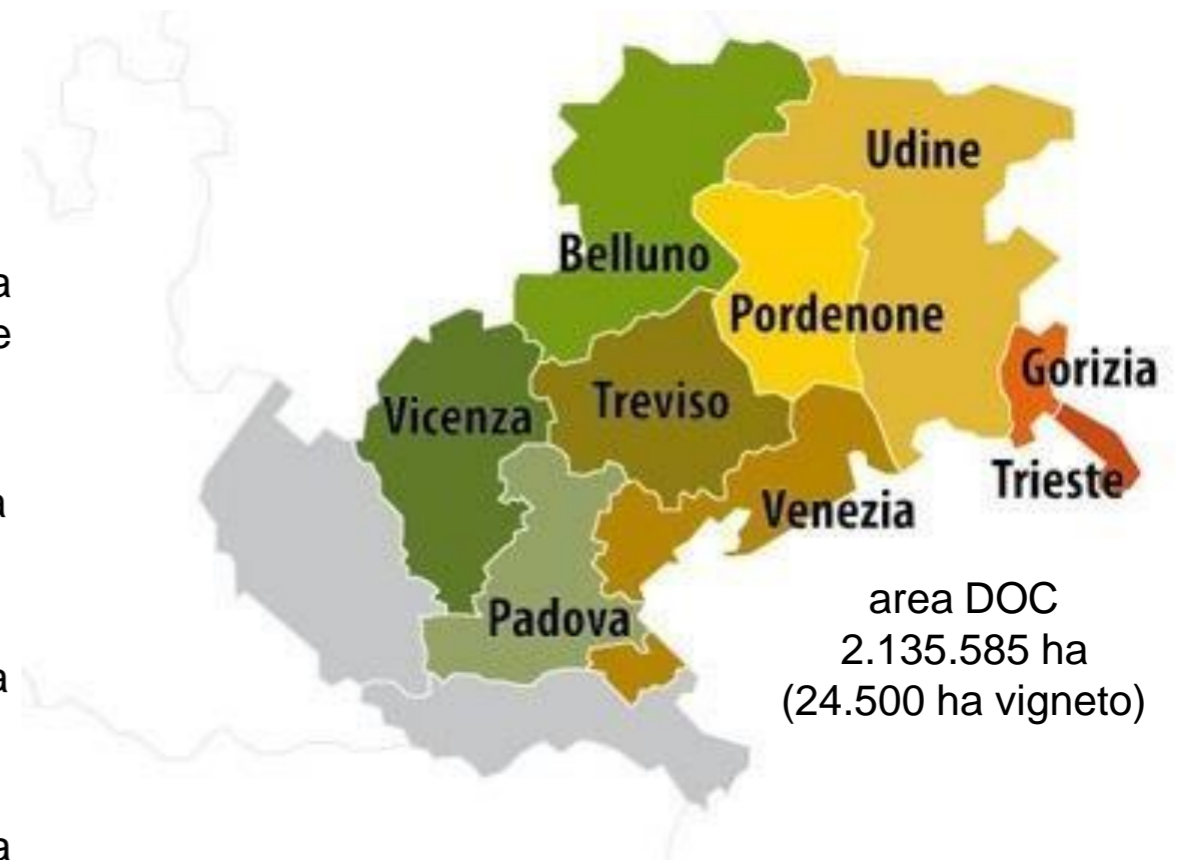 a
e
a
a
a
Udine
Belluno
Pordenone
Gorizia
Treviso
Vicenza
Trieste
Venezia
Padova
area DOC
2.135.585 ha
(24.500 ha vigneto)